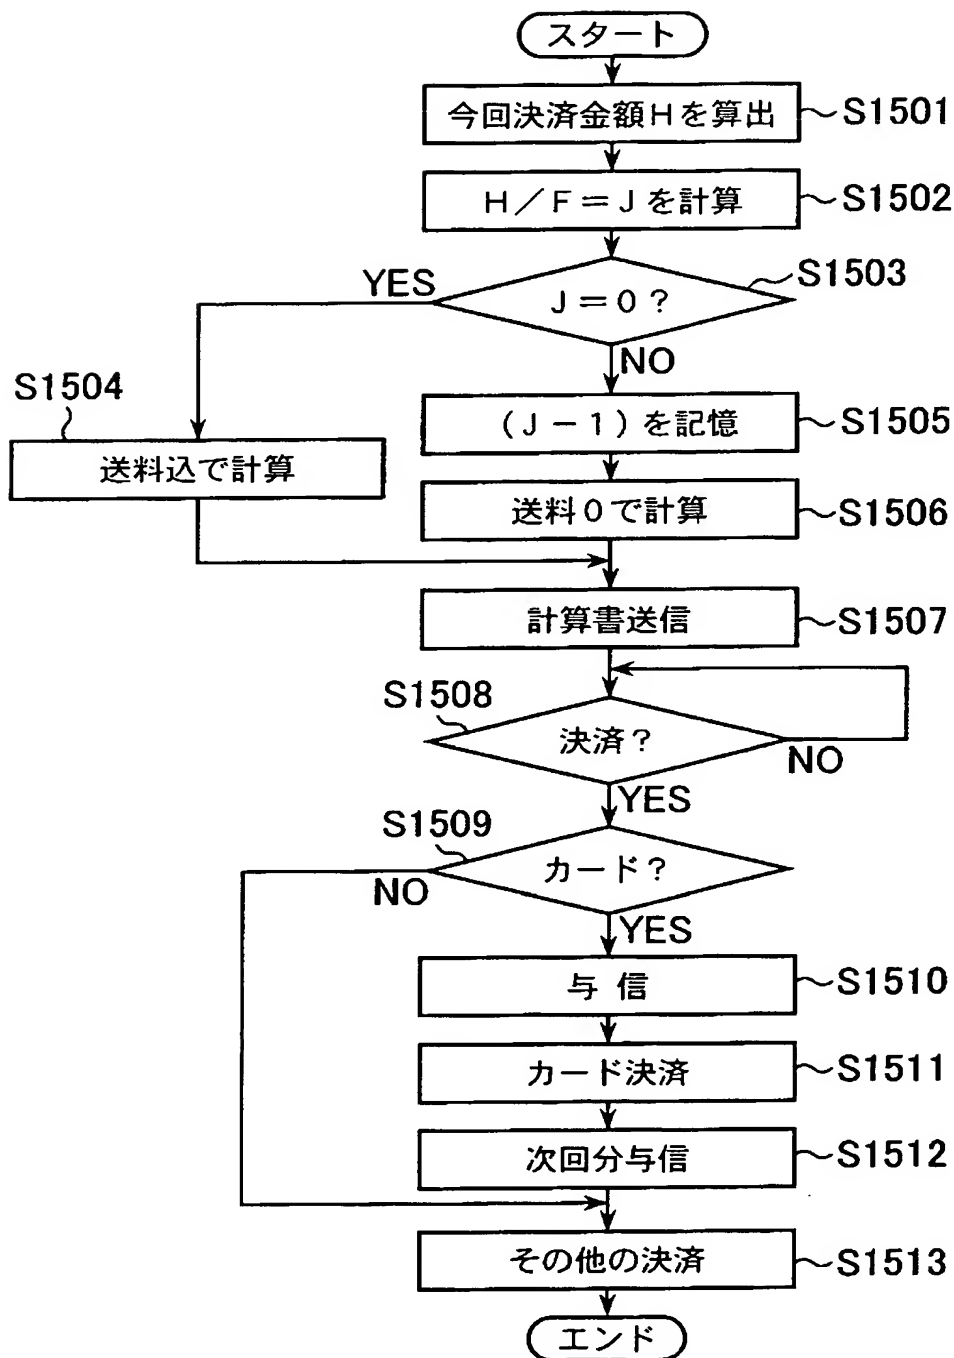 スタート
今回決済金額Hを算出
S1501
H/F=Jを計算
S1502
J=0?
S1503
YES
NO
S1504
送料込で計算
(J-1)を記憶
S1505
送料0で計算
S1506
計算書送信
S1507
S1508
決済?
NO
YES
S1509
カード?
NO
YES
与信
S1510
カード決済
S1511
次回分与信
S1512
その他の決済
S1513
エンド